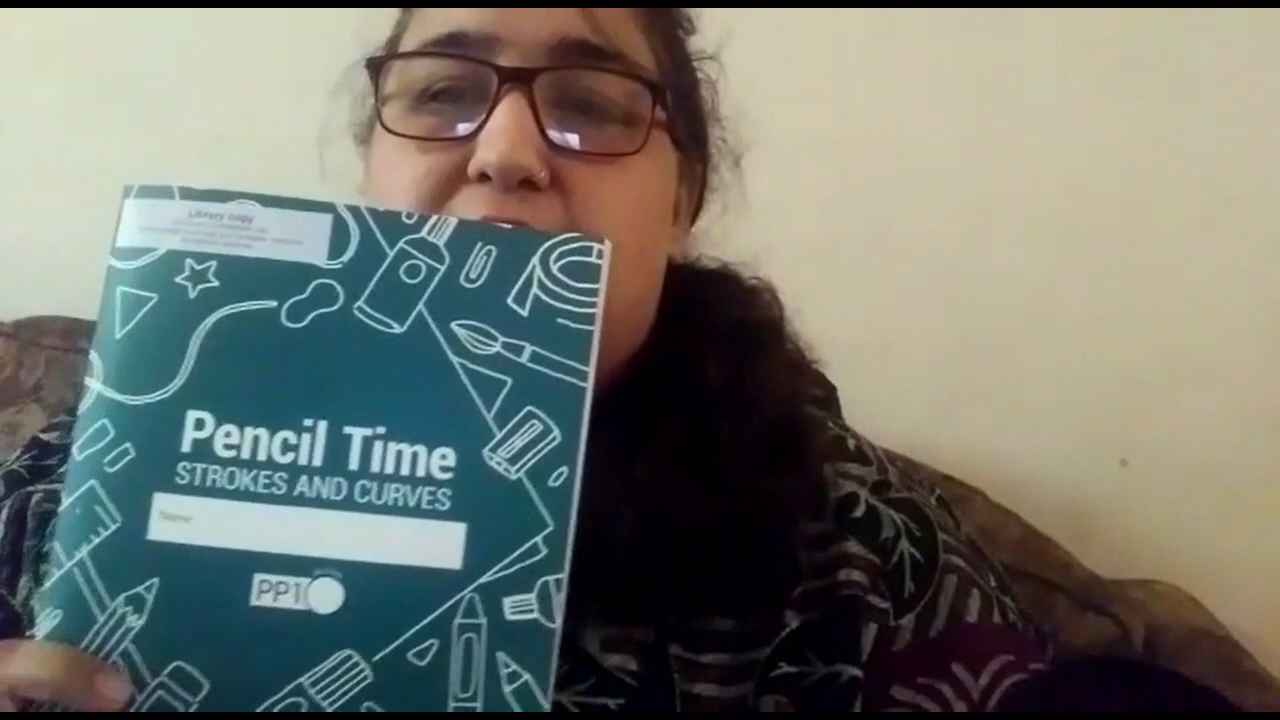 Library copy
Pencil Time
STROKES AND CURVES
Name:
PP1